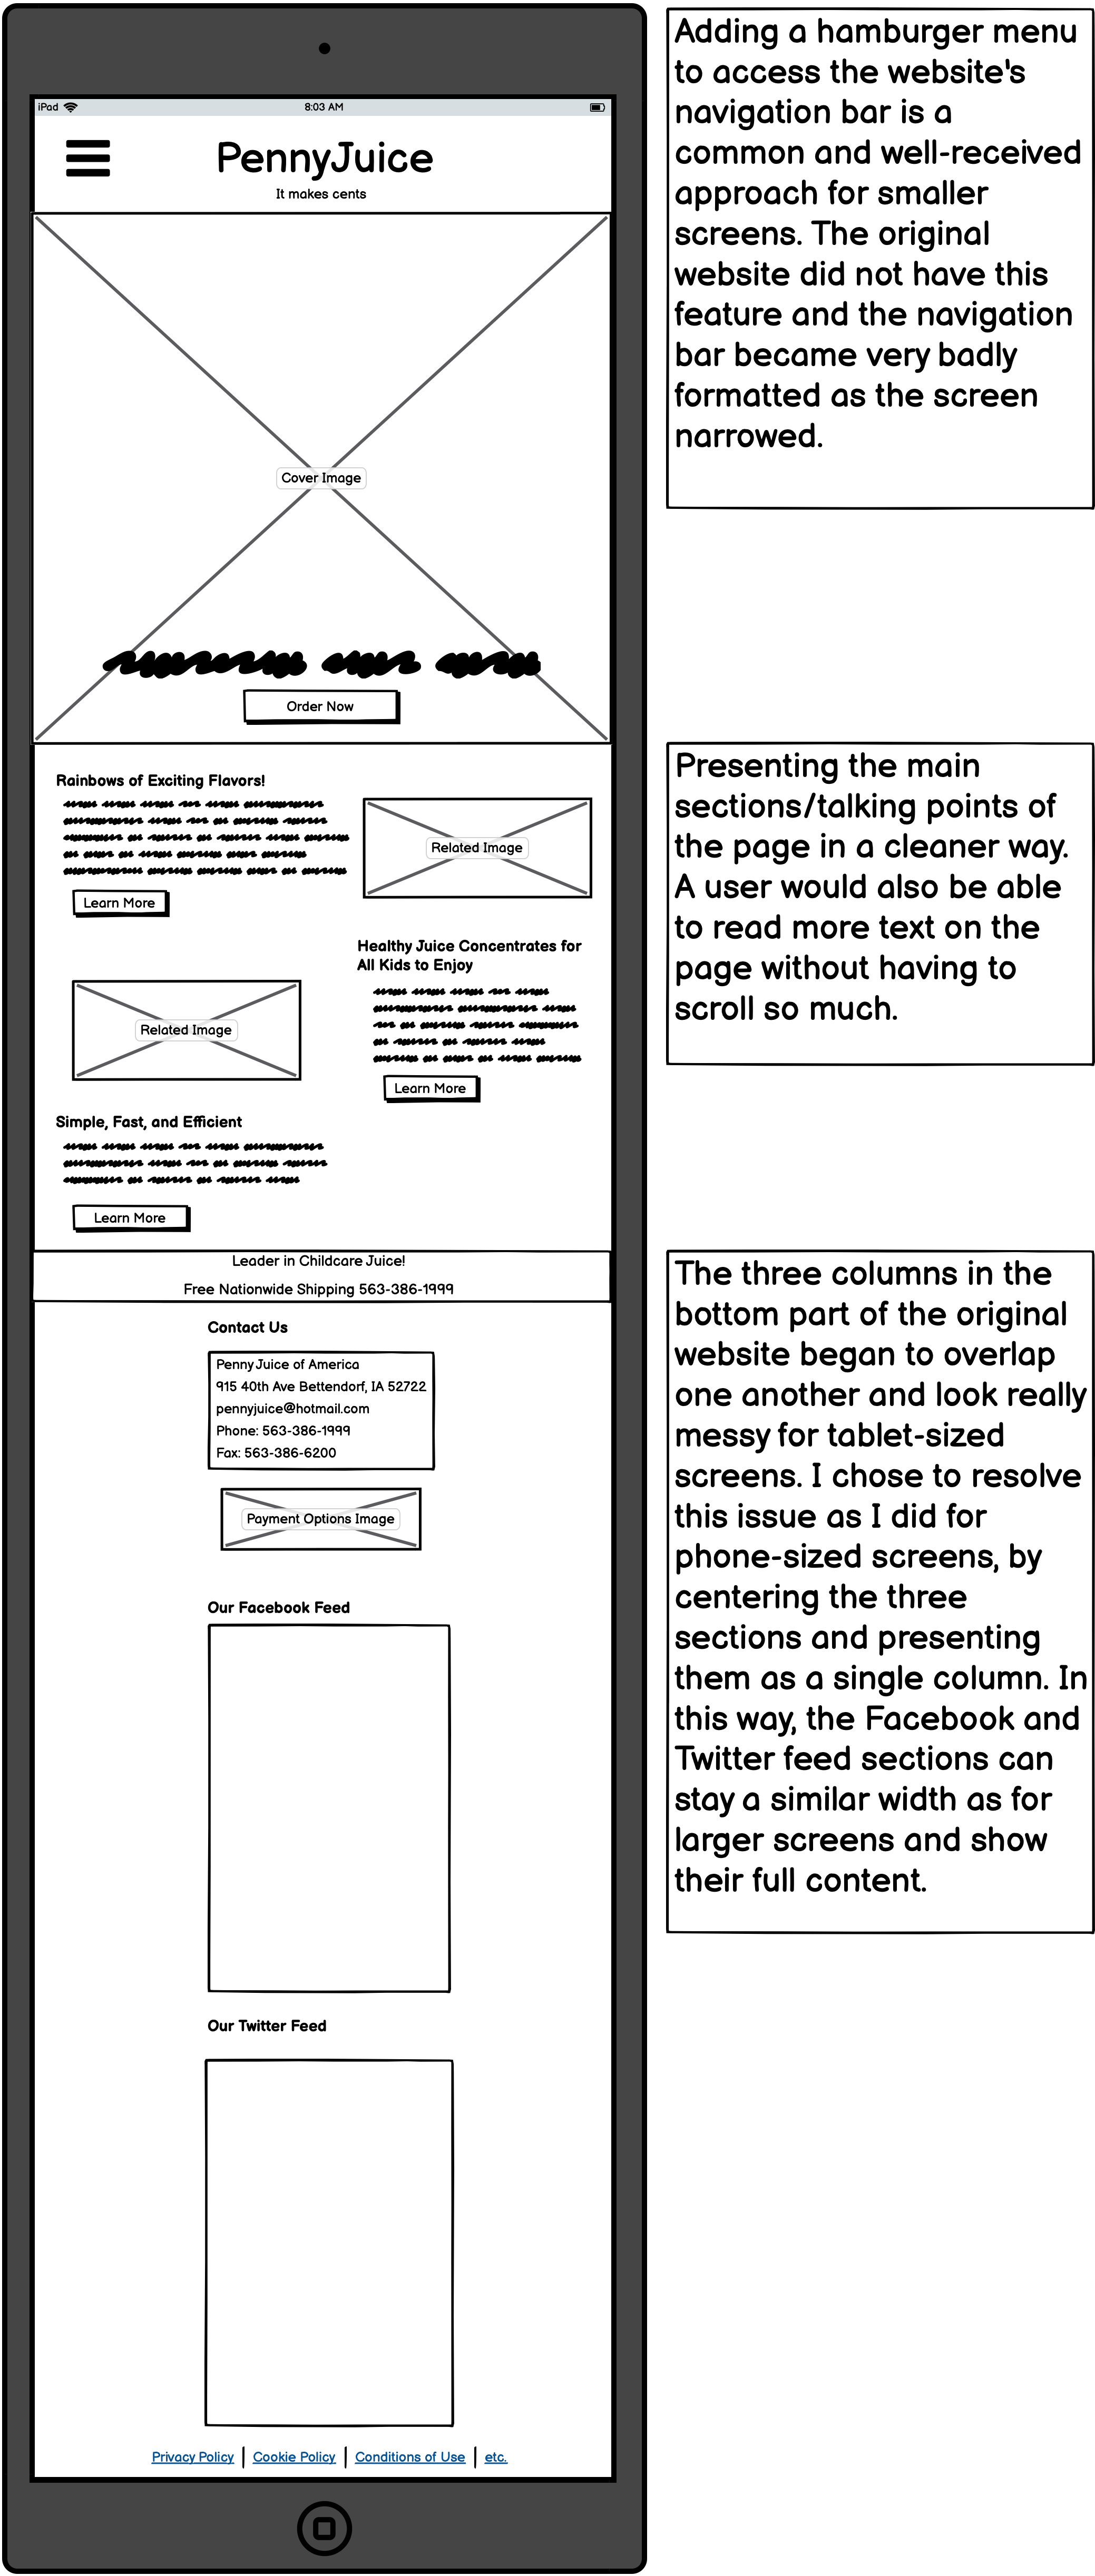 iPad
8:03 AM
PennyJuice
It makes cents
Cover Image
Order Now
Rainbows of Exciting Flavors!
Related Image
Learn More
Healthy Juice Concentrates for
All Kids to Enjoy
Related Image
Learn More
Simple, Fast, and Efficient
Learn More
Leader in Childcare Juice!
Free Nationwide Shipping 563-386-1999
Contact Us
Penny Juice of America
915 40th Ave Bettendorf, IA 52722
pennyjuice@hotmail.com
Phone: 563-386-1999
Fax: 563-386-6200
Payment Options Image
Our Facebook Feed
Our Twitter Feed
Privacy Policy | Cookie Policy | Conditions of Use | etc.
Adding a hamburger menu
to access the website's
navigation bar is a
common and well-received
approach for smaller
screens. The original
website did not have this
feature and the navigation
bar became very badly
formatted as the screen
narrowed.
Presenting the main
sections/talking points of
the page in a cleaner way.
A user would also be able
to read more text on the
page without having to
scroll so much.
The three columns in the
bottom part of the original
website began to overlap
one another and look really
messy for tablet-sized
screens. I chose to resolve
this issue as I did for
phone-sized screens, by
centering the three
sections and presenting
them as a single column. In
this way, the Facebook and
Twitter feed sections can
stay a similar width as for
larger screens and show
their full content.